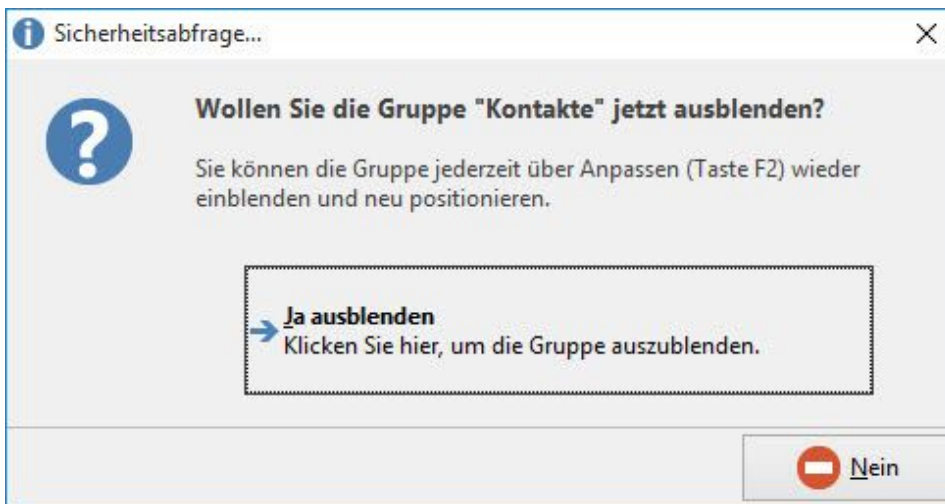 Sicherheitsabfrage...
Wollen Sie die Gruppe "Kontakte" jetzt ausblenden?
Sie können die Gruppe jederzeit über Anpassen (Taste F2) wieder
einblenden und neu positionieren.
Ja ausblenden
Klicken Sie hier, um die Gruppe auszublenden.
Nein